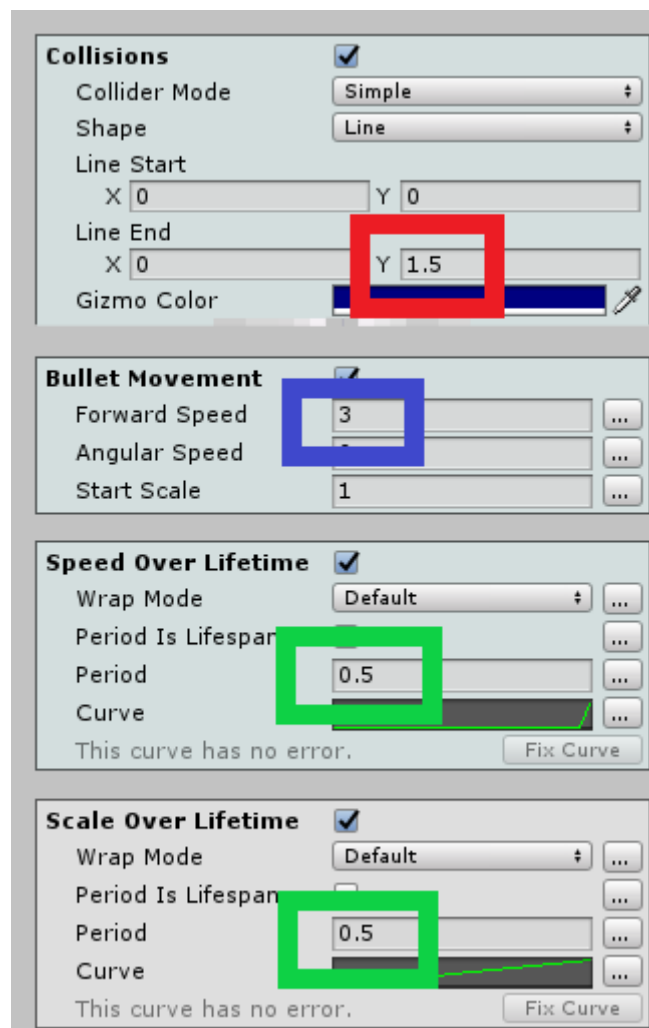 Collisions
Collider Mode Simple
Shape Line
Line Start
X 0 Y 0
Line End
X 0 Y 1.5
Gizmo Color
Bullet Movement
Forward Speed 3 ...
Angular Speed ...
Start Scale 1 ...
Speed Over Lifetime
Wrap Mode Default ...
Period Is Lifespan ...
Period 0.5 ...
Curve ...
This curve has no error. Fix Curve
Scale Over Lifetime
Wrap Mode Default ...
Period Is Lifespan ...
Period 0.5 ...
Curve ...
This curve has no error. Fix Curve